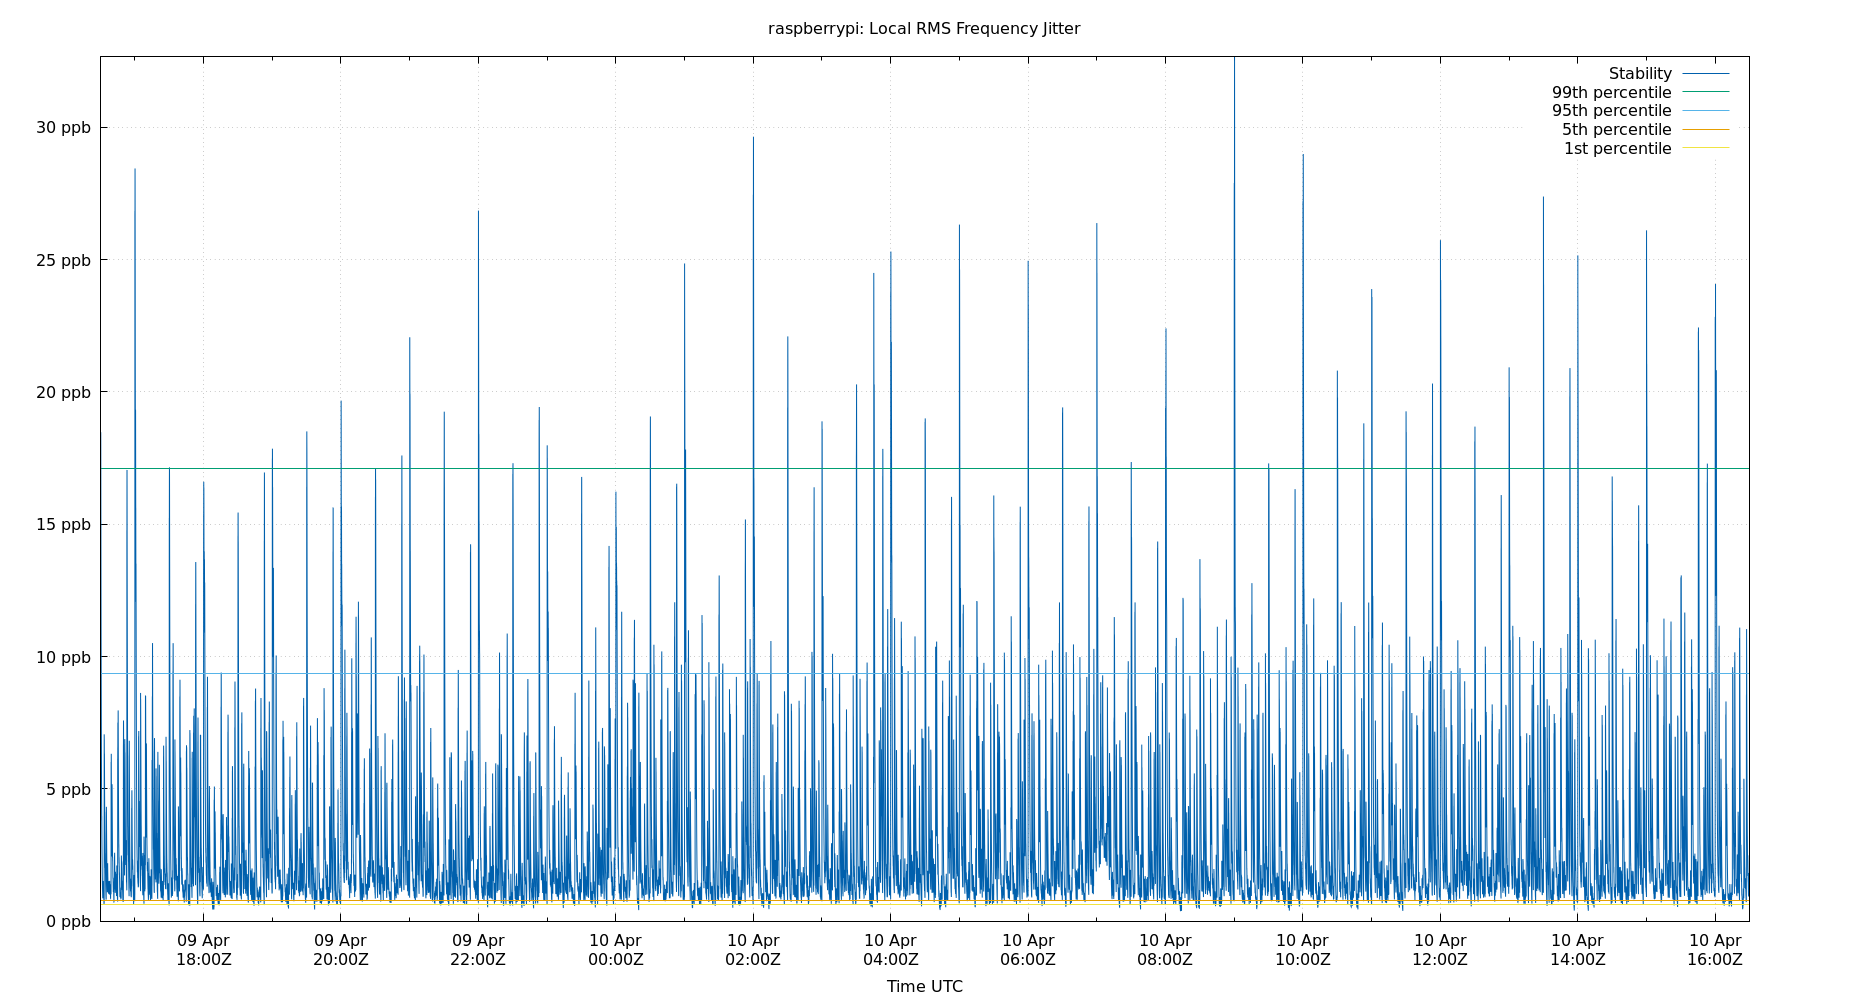 raspberrypi: Local RMS Frequency Jitter
Stability
99th percentile
95th percentile
5th percentile
1st percentile
30 ppb
25 ppb
20 ppb
15 ppb
10 ppb
5 ppb
0 ppb
09 Apr 09 Apr 09 Apr 10 Apr 10 Apr 10 Apr 10 Apr 10 Apr 10 Apr 10 Apr 10 Apr 10 Apr
18:00Z 20:00Z 22:00Z 00:00Z 02:00Z 04:00Z 06:00Z 08:00Z 10:00Z 12:00Z 14:00Z 16:00Z
Time UTC